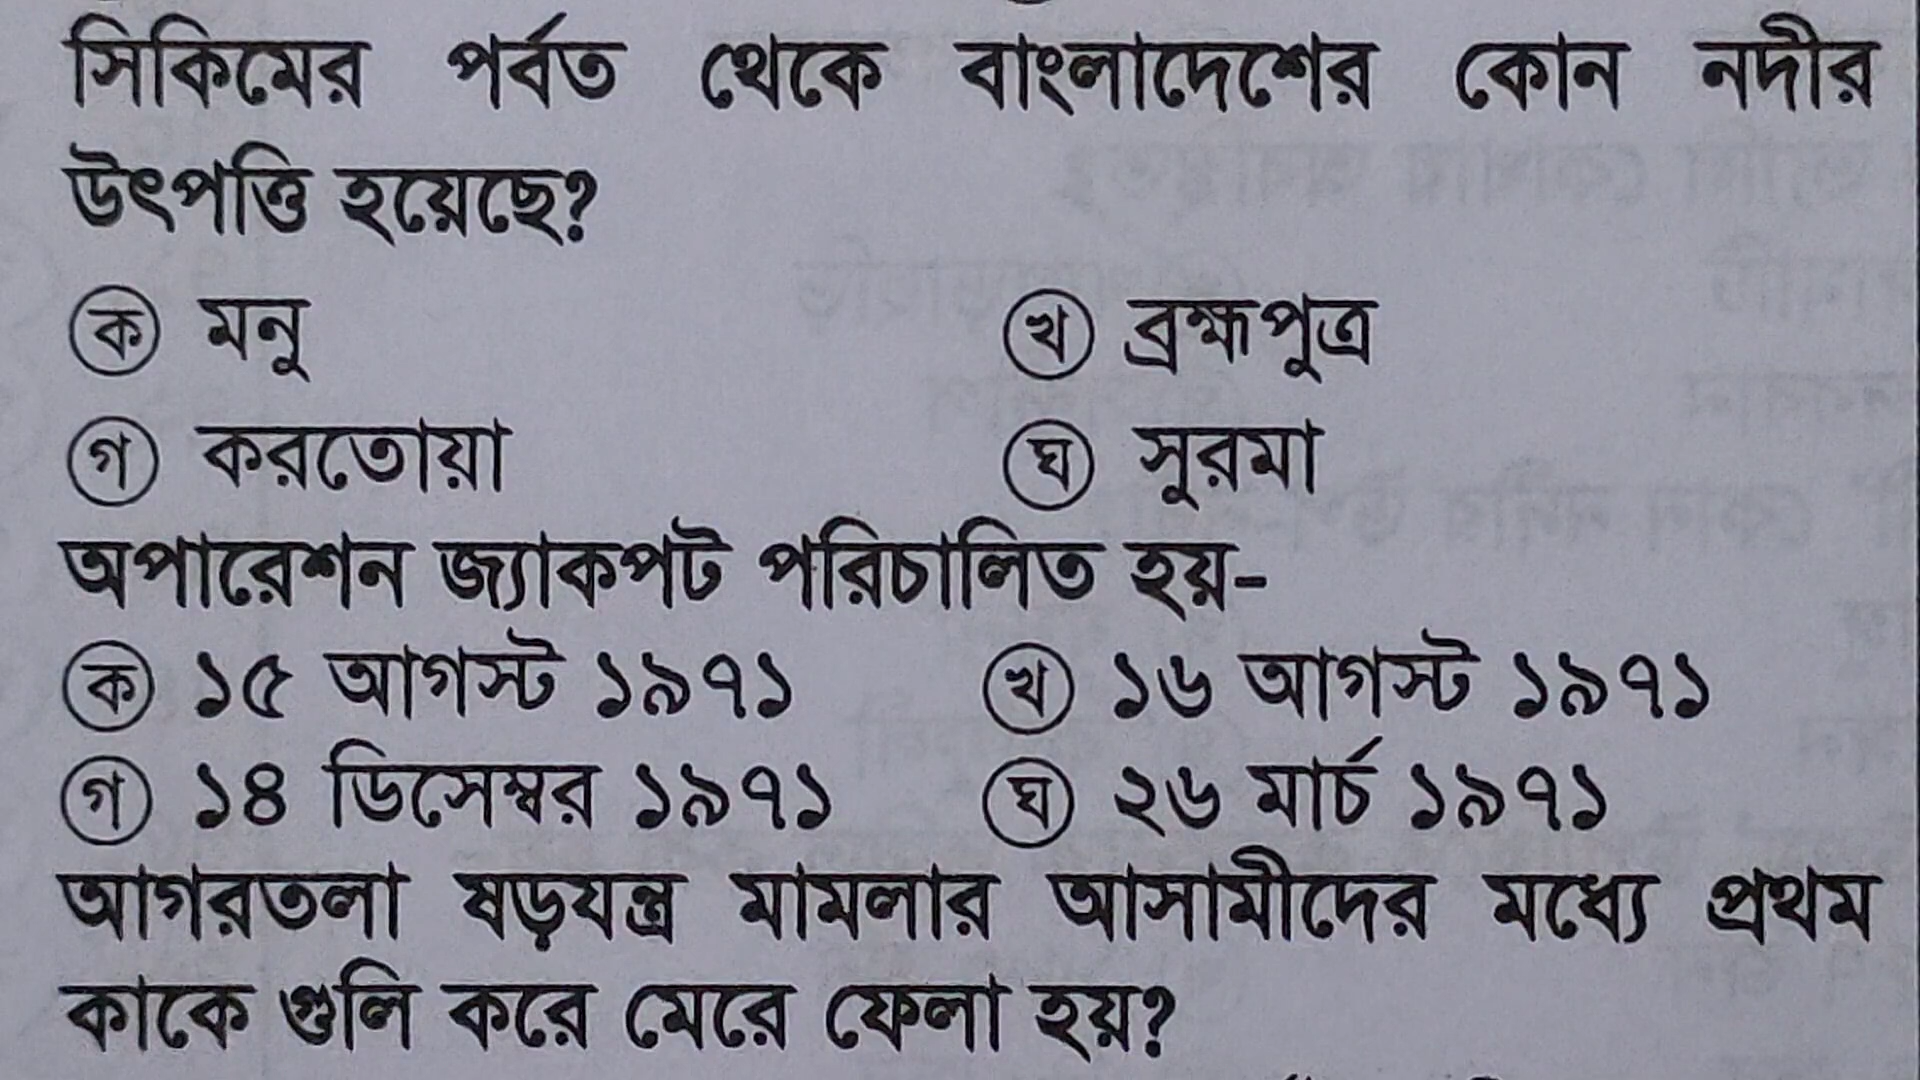 সিকিমের পর্বত থেকে বাংলাদেশের কোন নদীর
উৎপত্তি হয়েছে?
ক মনু খ ব্রহ্মপুত্র
গ করতোয়া ঘ সুরমা
অপারেশন জ্যাকপট পরিচালিত হয়-
ক ১৫ আগস্ট ১৯৭১ খ ১৬ আগস্ট ১৯৭১
গ ১৪ ডিসেম্বর ১৯৭১ ঘ ২৬ মার্চ ১৯৭১
আগরতলা ষড়যন্ত্র মামলার আসামীদের মধ্যে প্রথম
কাকে গুলি করে মেরে ফেলা হয়?